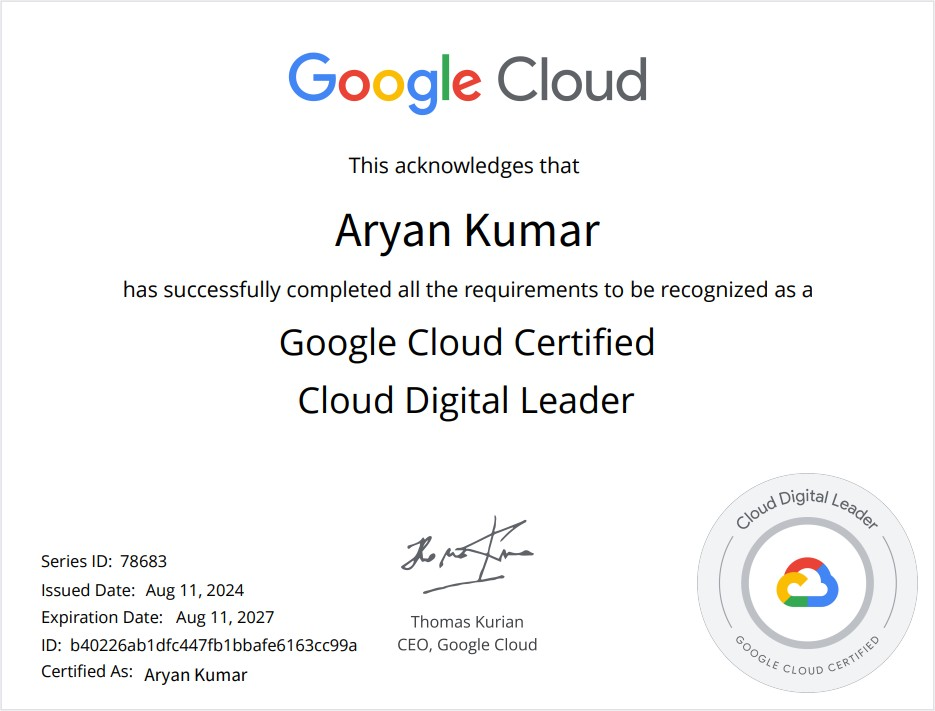 Google Cloud
This acknowledges that
Aryan Kumar
has successfully completed all the requirements to be recognized as a
Google Cloud Certified
Cloud Digital Leader
Series ID: 78683
Issued Date: Aug 11, 2024
Expiration Date: Aug 11, 2027
ID: b40226ab1dfc447fb1bbafe6163cc99a
Certified As: Aryan Kumar
Thomas Kurian
CEO, Google Cloud
Cloud Digital Leader
GOOGLE CLOUD CERTIFIED